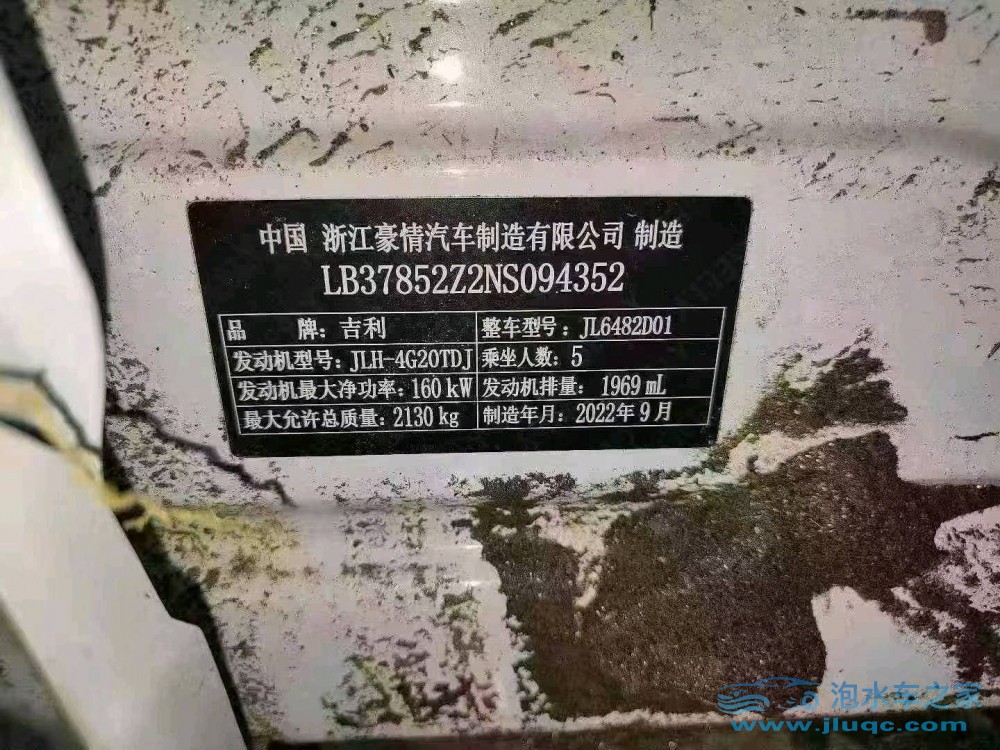 中国 浙江豪情汽车制造有限公司 制造
LB37852Z2NS094352
品 牌：吉利 整车型号：JL6482D01
发动机型号：JLH-4G20TDJ 乘坐人数：5
发动机最大净功率：160 kW 发动机排量：1969 mL
最大允许总质量：2130 kg 制造年月：2022年9月
泡水车之家
www.jluqc.com